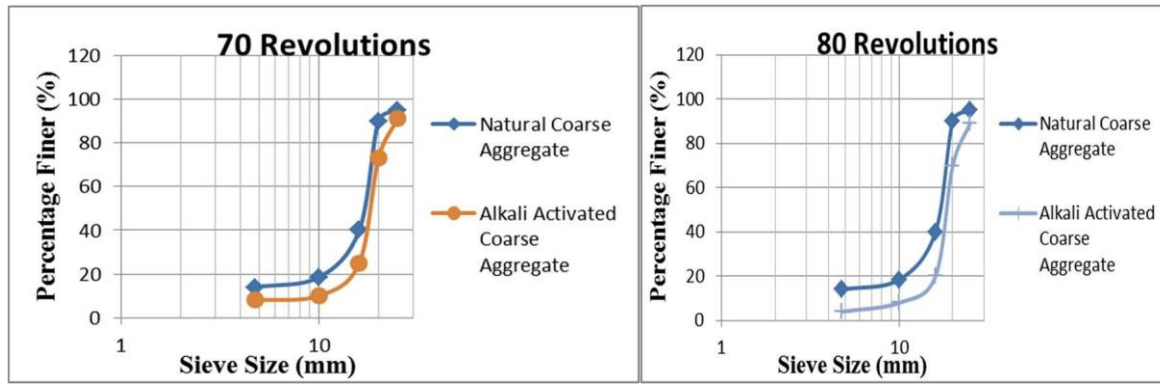 70 Revolutions
120
100
80
60
40
20
0
1
10
Percentage Finer (%)
Sieve Size (mm)
Natural Coarse
Aggregate
Alkali Activated
Coarse
Aggregate
80 Revolutions
120
100
80
60
40
20
0
1
10
Percentage Finer (%)
Sieve Size (mm)
Natural Coarse
Aggregate
Alkali Activated
Coarse
Aggregate